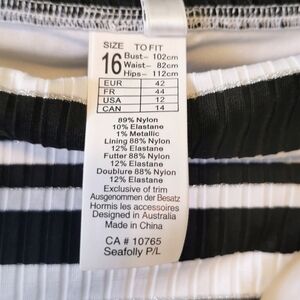 SIZE TO FIT
16 Bust- 102cm
Waist- 82cm
Hips- 112cm
EUR 42
FR 44
USA 12
CAN 14
89% Nylon
10% Elastane
1% Metallic
Lining 88% Nylon
12% Elastane
Futter 88% Nylon
12% Elastane
Doublure 88% Nylon
12% Elastane
Exclusive of trim
Ausgenommen der Besatz
Hormis les accessoires
Designed in Australia
Made in China
CA # 10765
Seafolly P/L